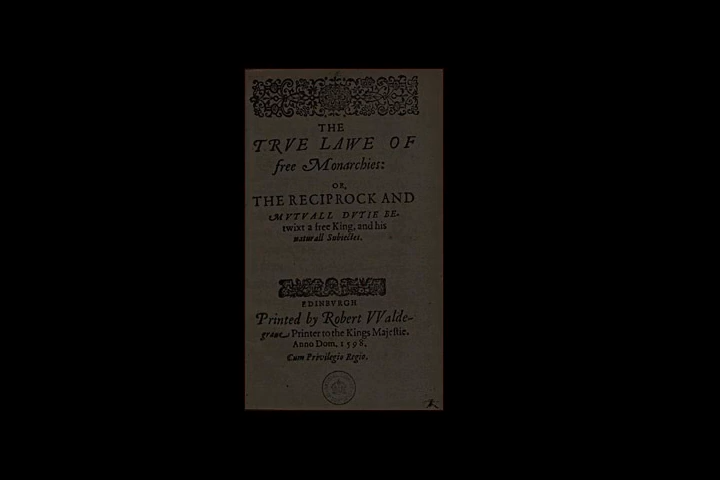 THE
TRVE LAWE OF
free Monarchies:
OR,
THE RECIPROCK AND
MVTVALL DVTIE BE-
twixt a free King, and his
naturall Subiectes.
EDINBVRGH
Printed by Robert VValde-
graue Printer to the Kings Majestie.
Anno Dom. 1598.
Cum Privilegio Regio.